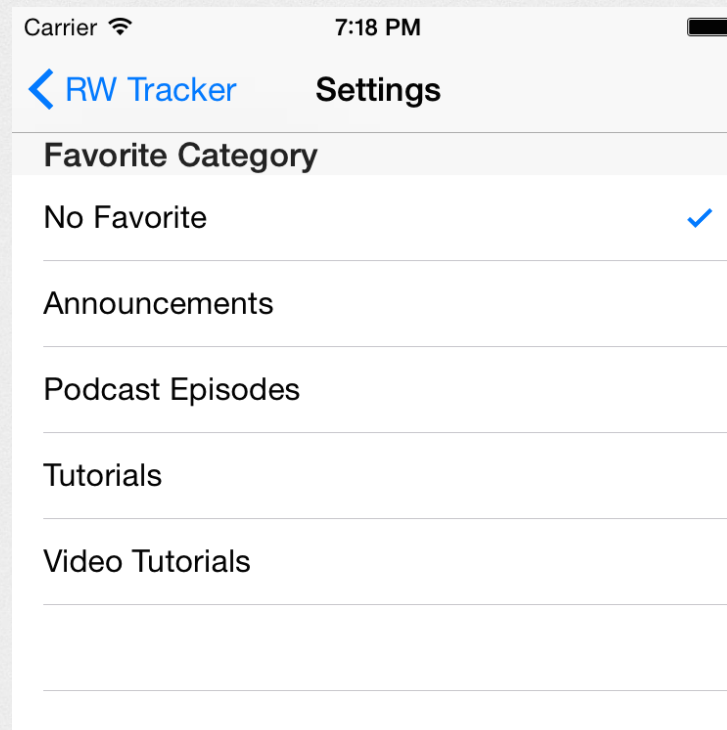 Carrier 7:18 PM
RW Tracker Settings
Favorite Category
No Favorite
Announcements
Podcast Episodes
Tutorials
Video Tutorials